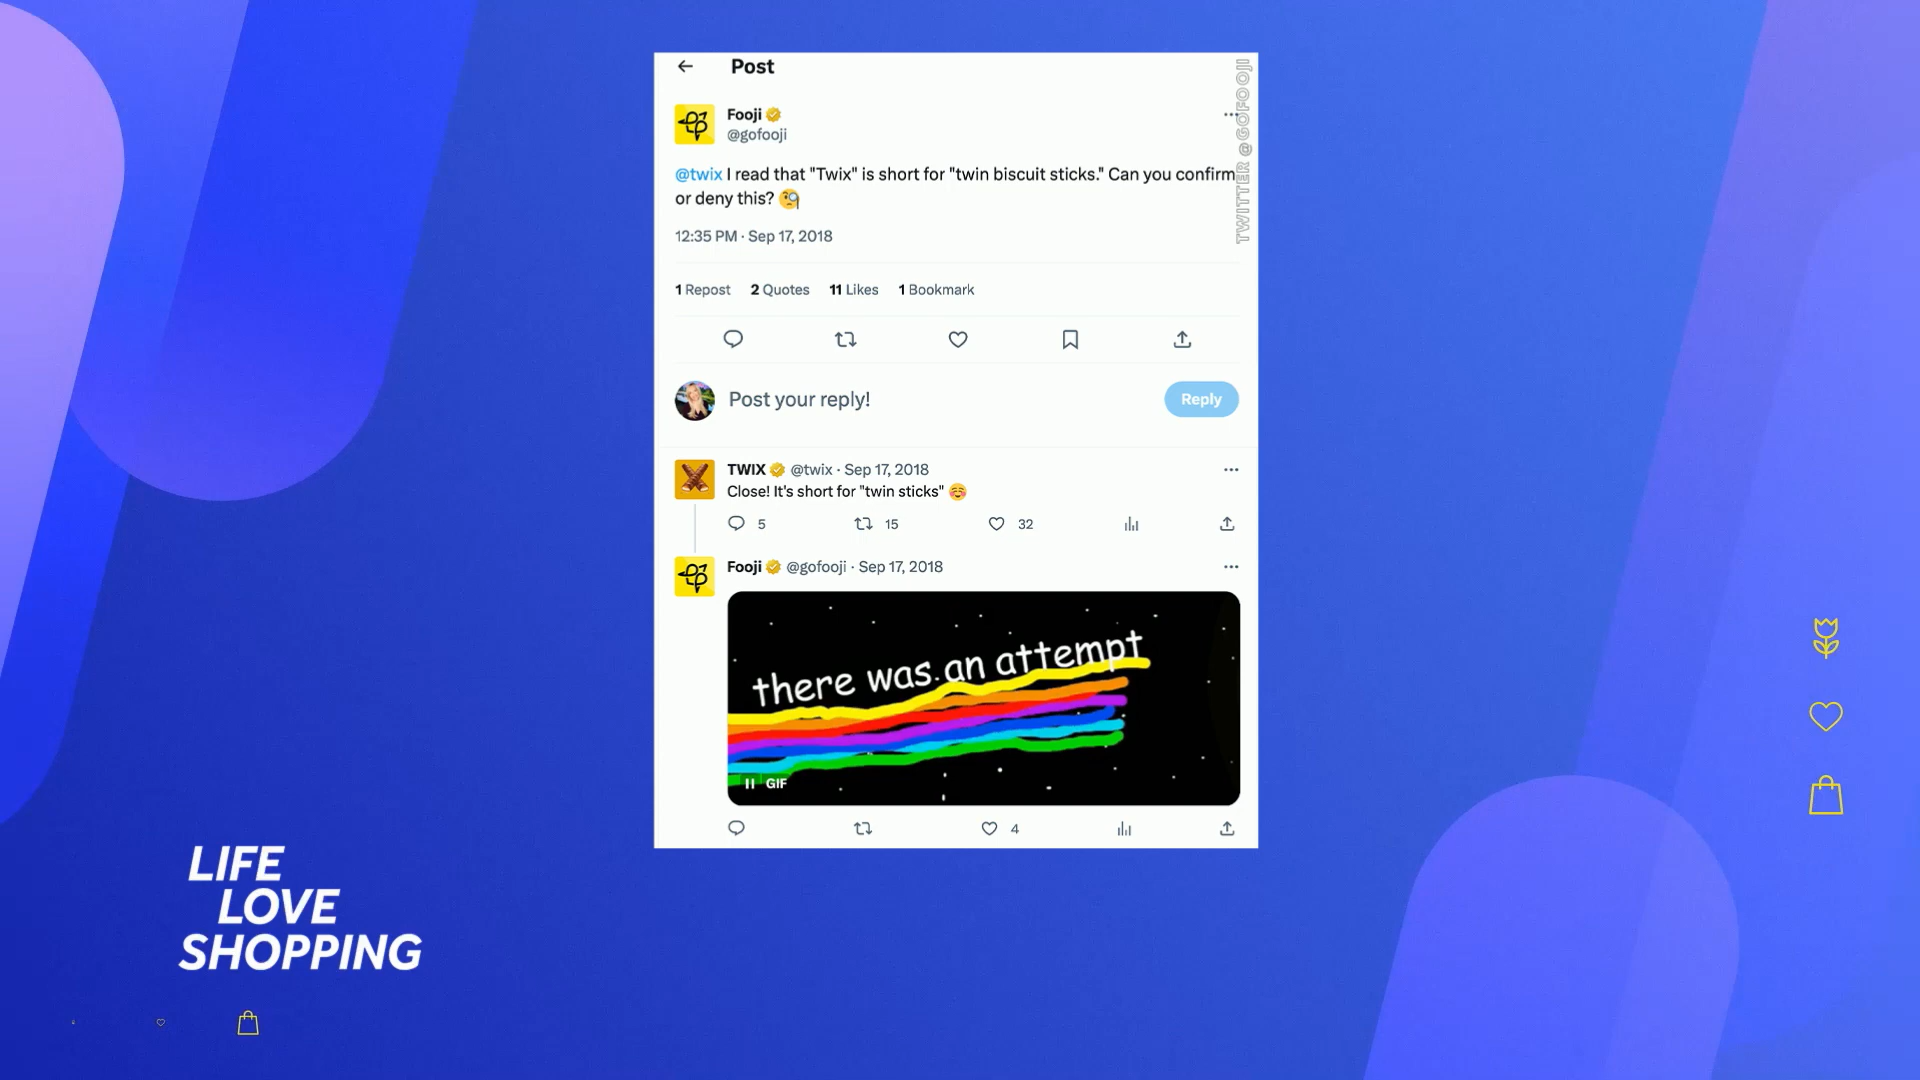 Post
Fooji
@gofooji
@twix I read that "Twix" is short for "twin biscuit sticks." Can you confirm
or deny this?
12:35 PM · Sep 17, 2018
1 Repost 2 Quotes 11 Likes 1 Bookmark
Post your reply!
Reply
TWIX @twix · Sep 17, 2018
Close! It's short for "twin sticks"
5 15 32
Fooji @gofooji · Sep 17, 2018
there was an attempt
GIF
4
TWITTER @GOFOOJI
LIFE
LOVE
SHOPPING